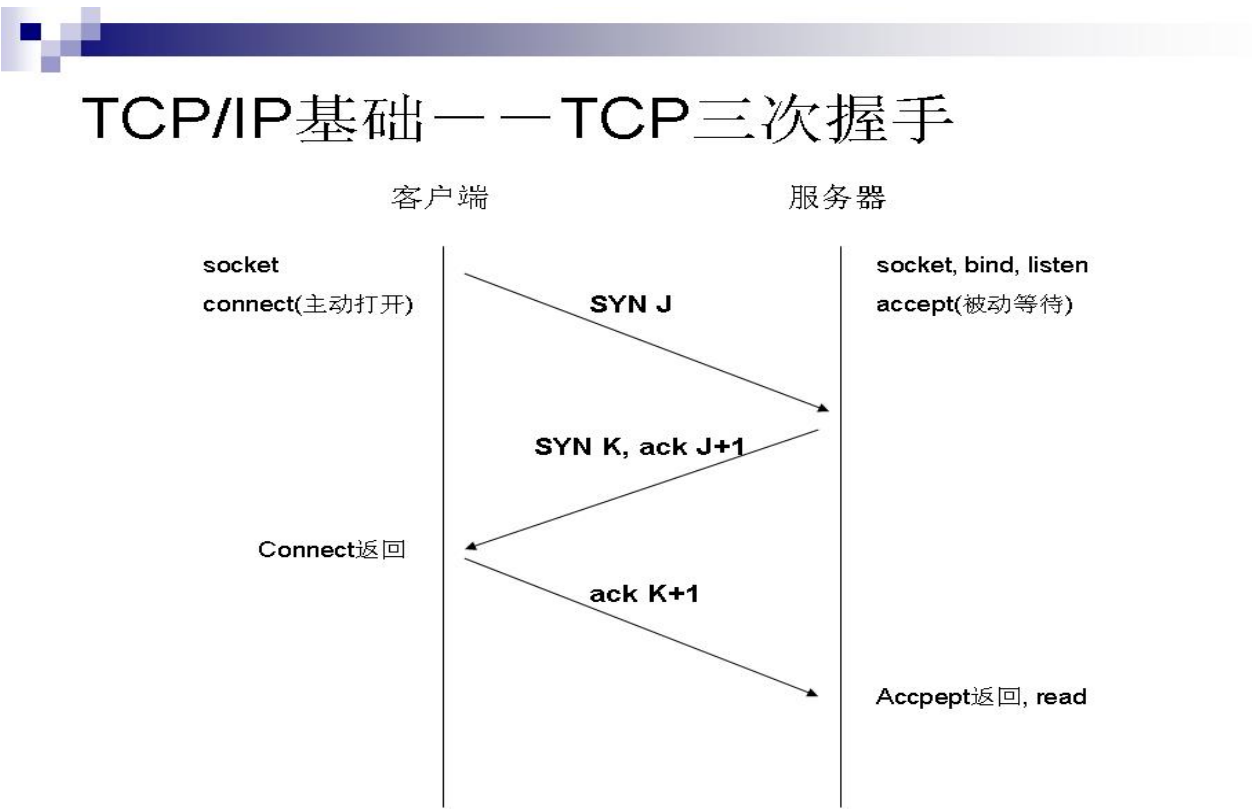 TCP/IP基础－－TCP三次握手
客户端
服务器
socket
connect(主动打开)
socket, bind, listen
accept(被动等待)
SYN J
SYN K, ack J+1
Connect返回
ack K+1
Accpept返回, read